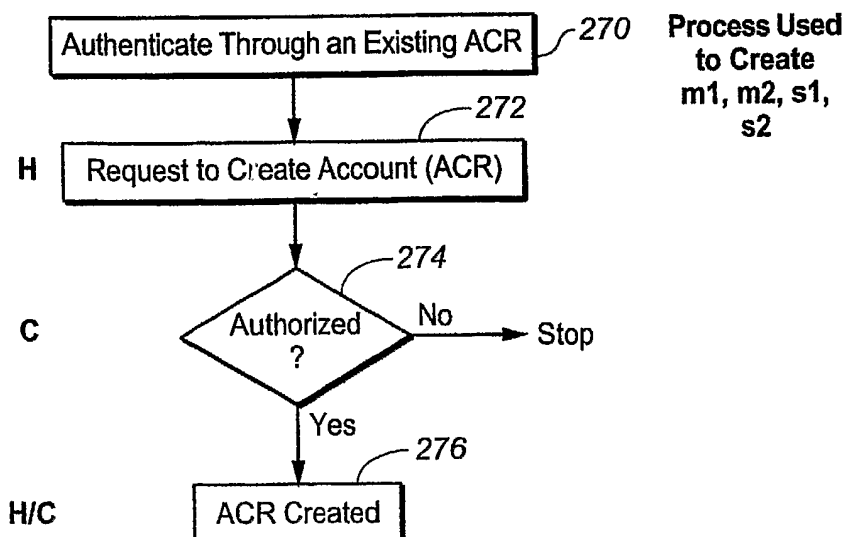 Authenticate Through an Existing ACR
270
Process Used
to Create
m1, m2, s1,
s2
272
H
Request to Create Account (ACR)
274
C
Authorized
?
No
Stop
Yes
276
H/C
ACR Created